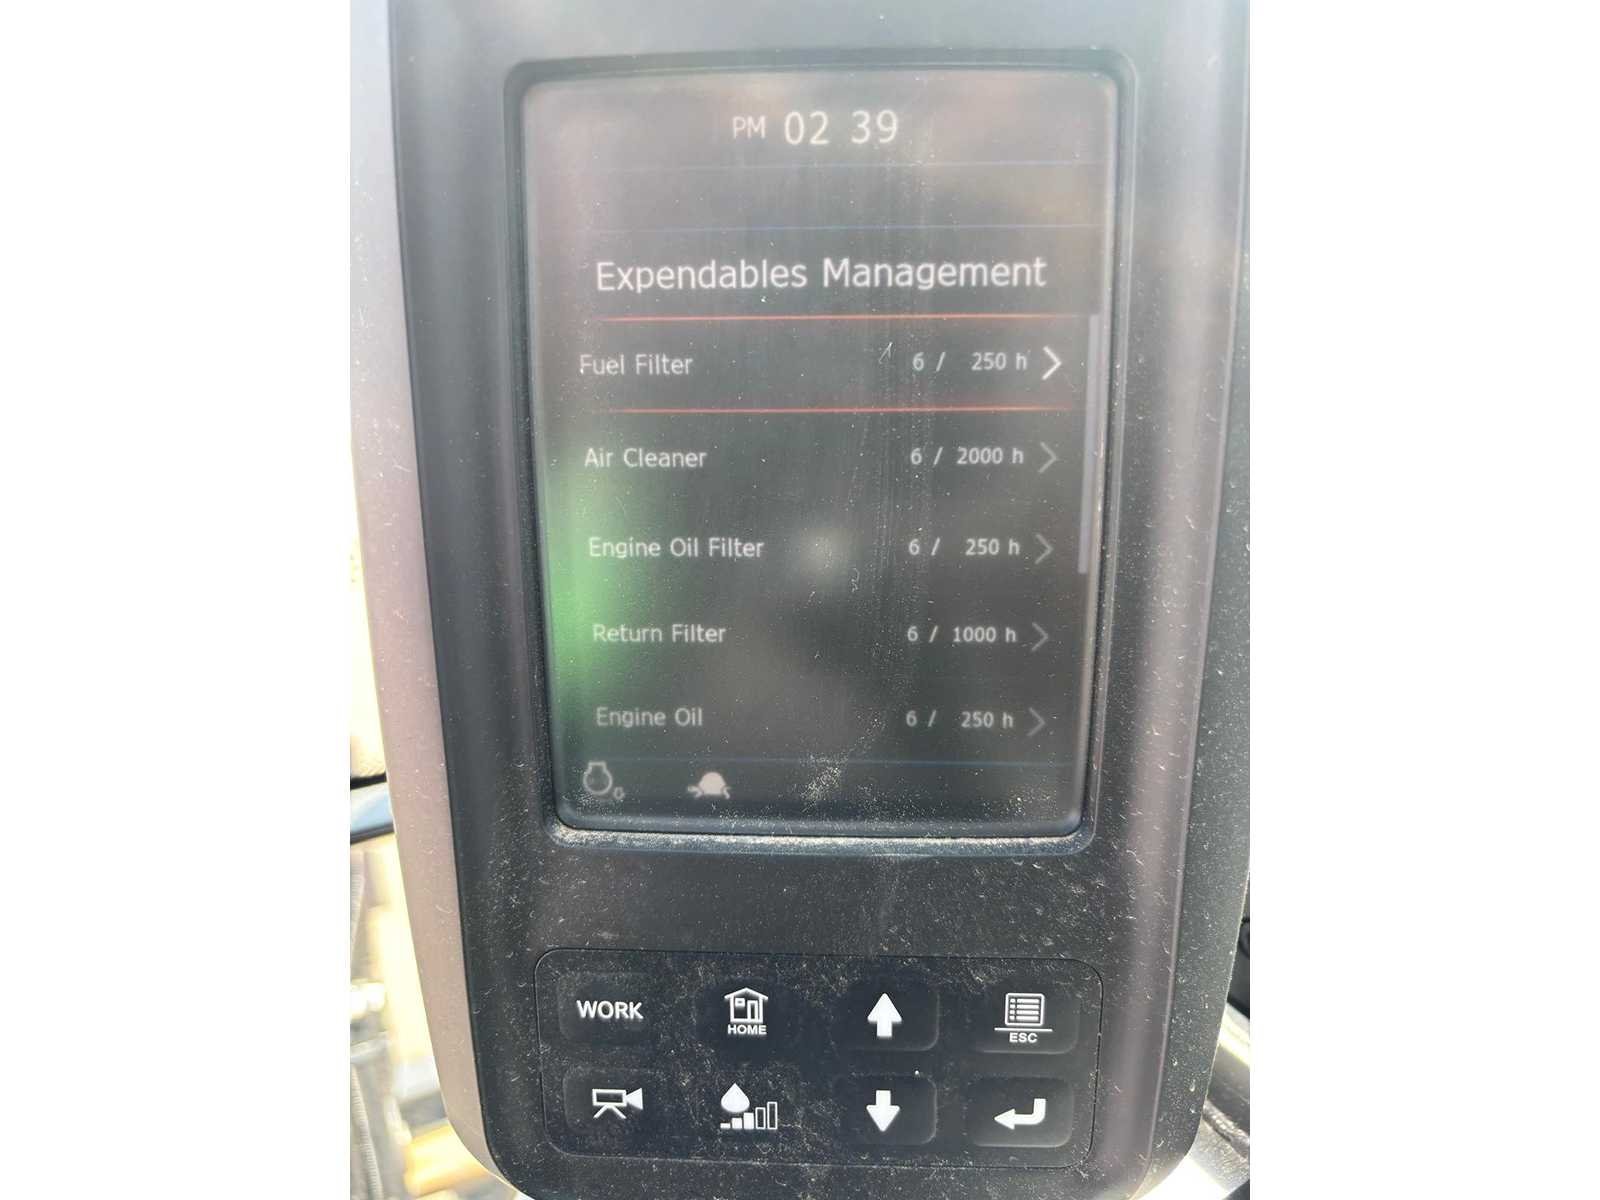 PM 02 39
Expendables Management
Fuel Filter 6 / 250 h
Air Cleaner 6 / 2000 h
Engine Oil Filter 6 / 250 h
Return Filter 6 / 1000 h
Engine Oil 6 / 250 h
WORK
HOME
ESC